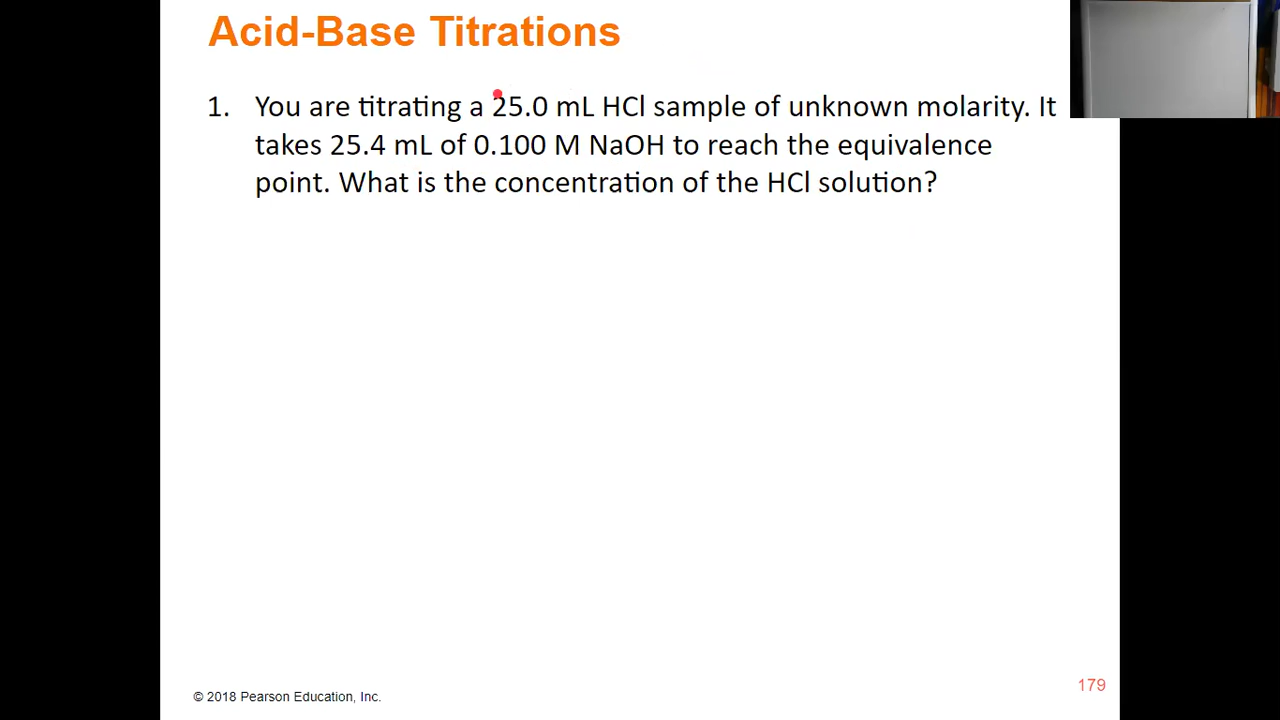 Acid-Base Titrations
1. You are titrating a 25.0 mL HCl sample of unknown molarity. It
takes 25.4 mL of 0.100 M NaOH to reach the equivalence
point. What is the concentration of the HCl solution?
© 2018 Pearson Education, Inc.
179